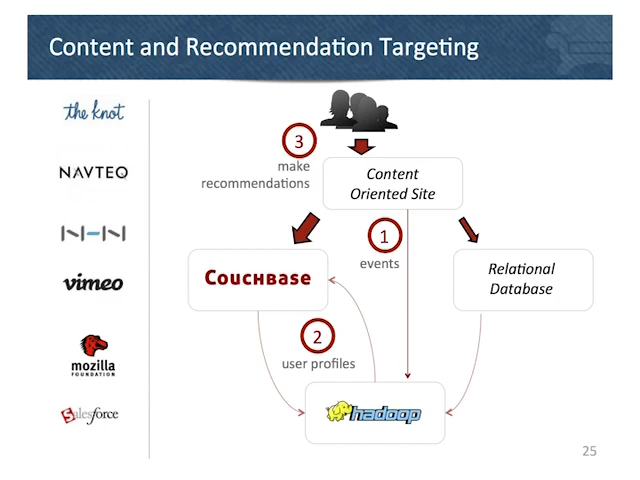 Content and Recommendation Targeting
the knot
NAVTEQ
vimeo
mozilla
FOUNDATION
Salesforce
3
make
recommendations
Content
Oriented Site
1
events
COUCHBASE
Relational
Database
2
user profiles
hadoop
25